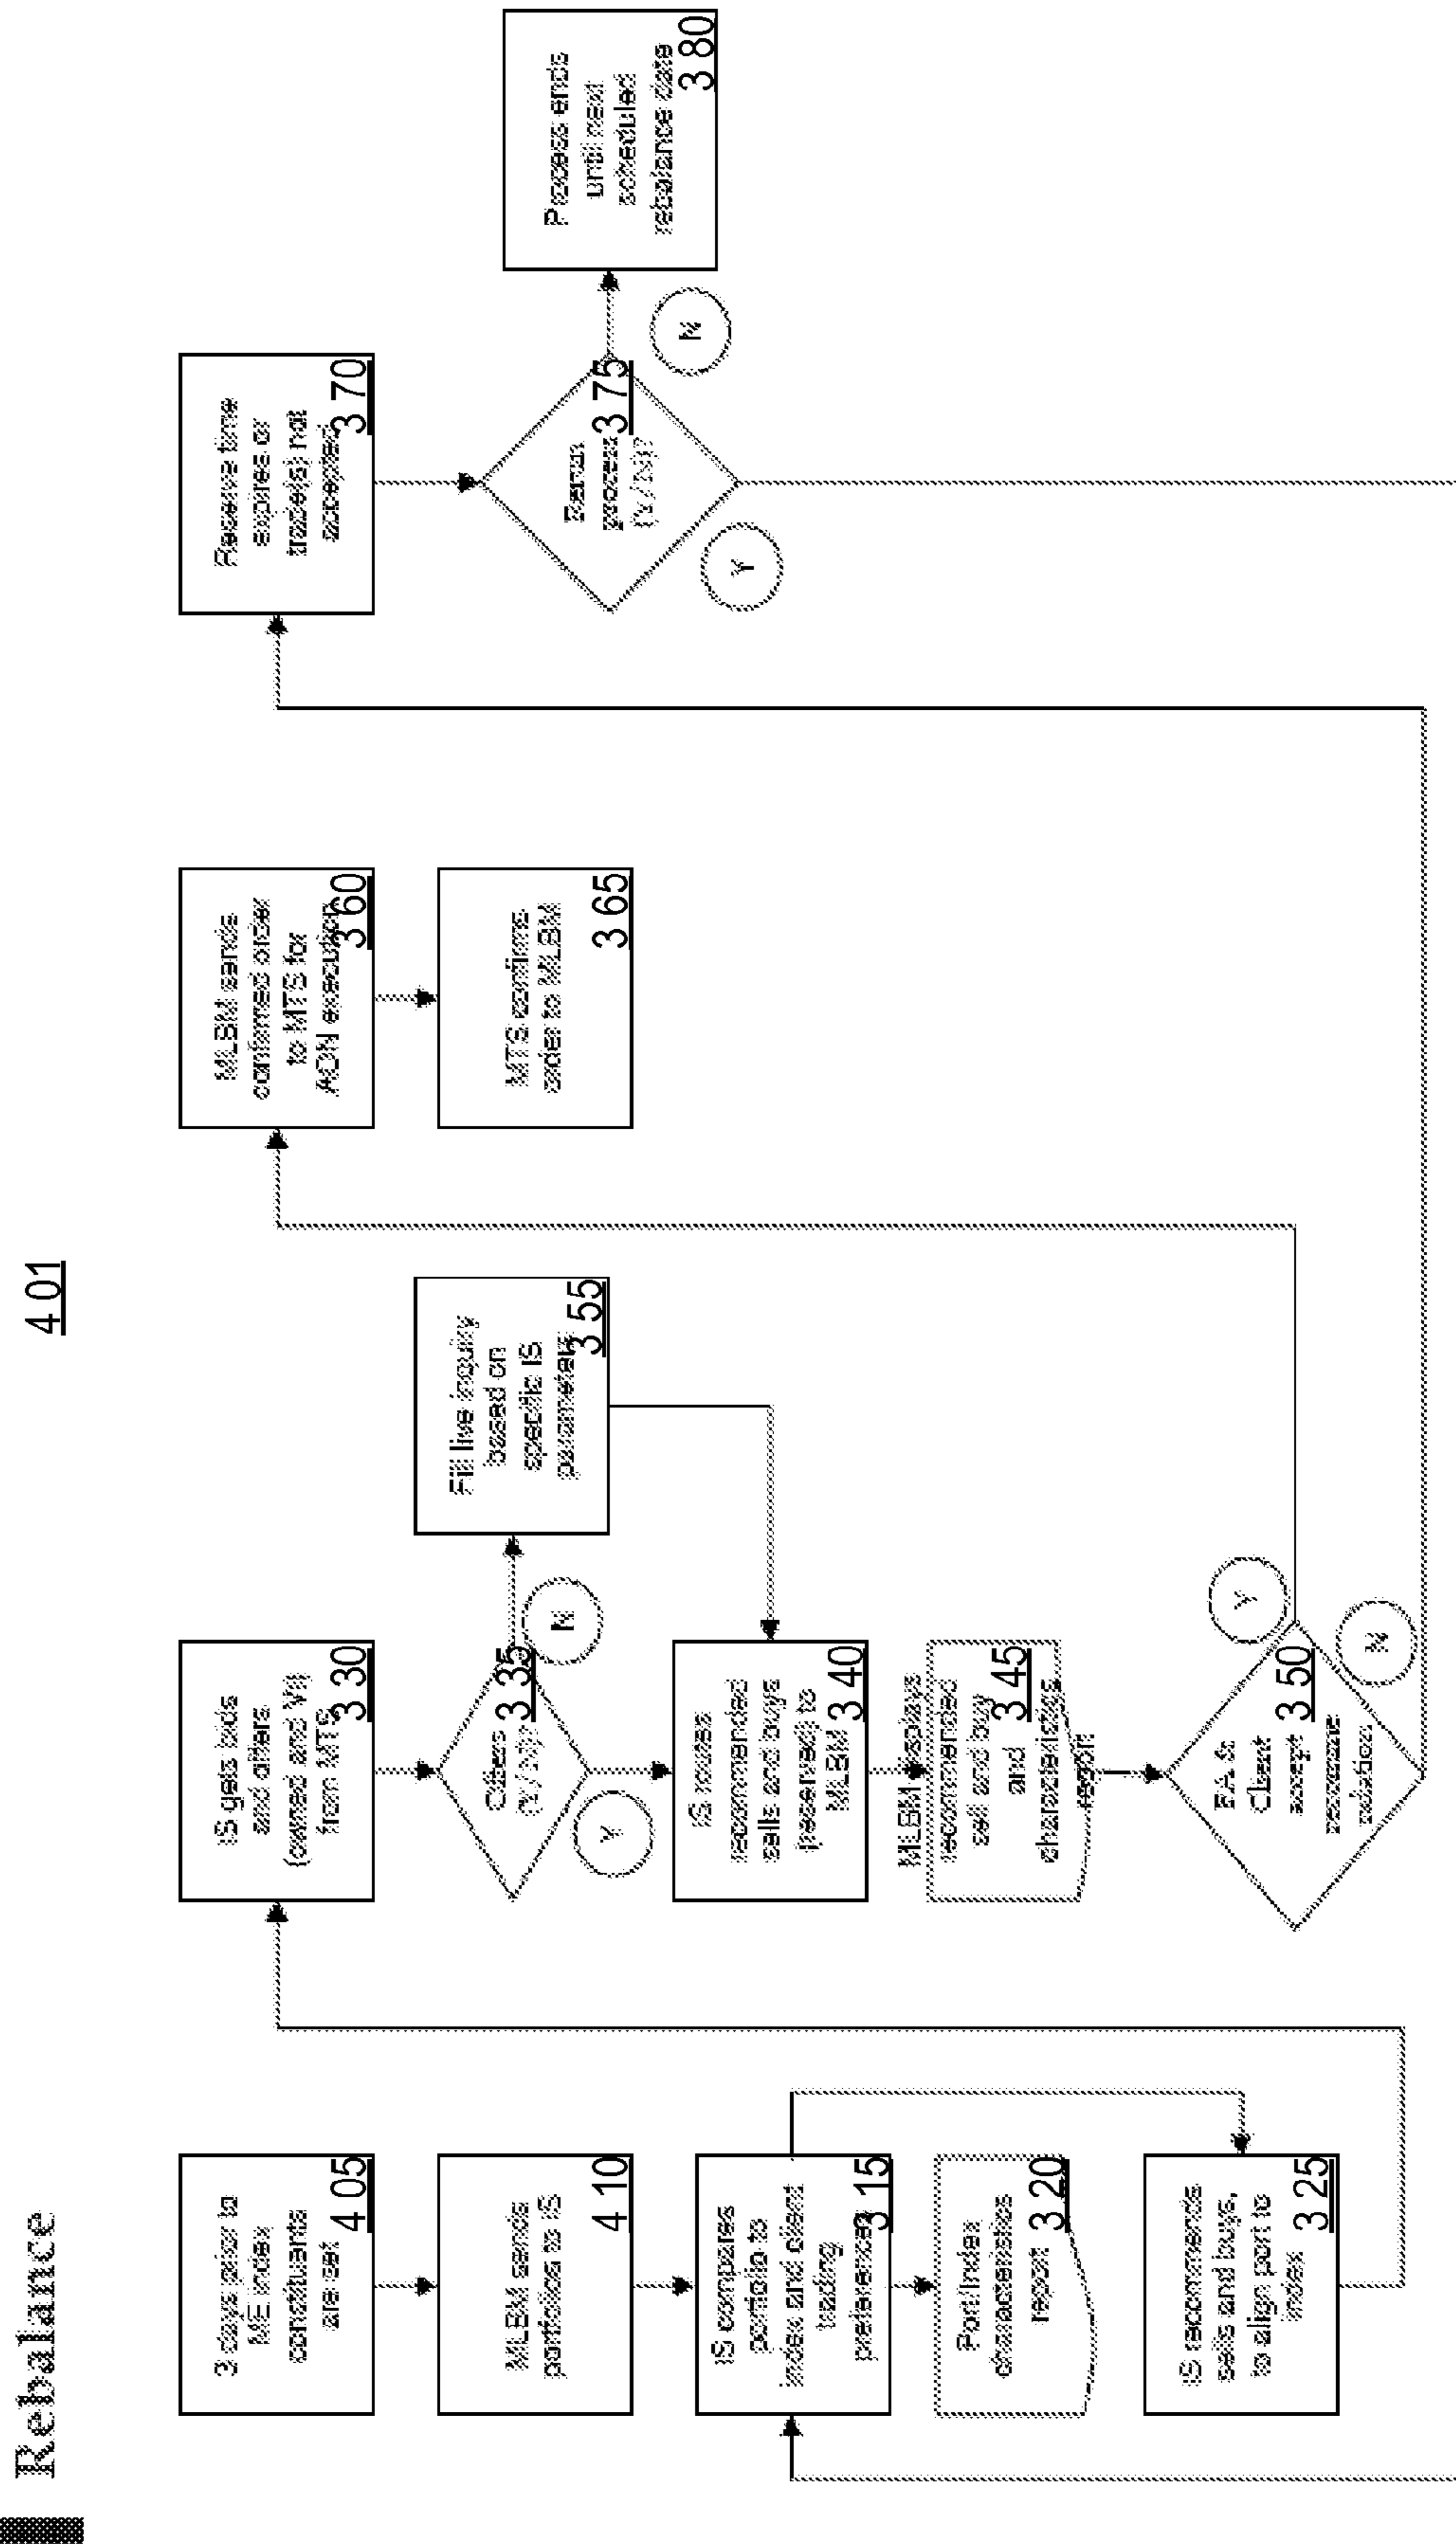 Rebalance
4 01
3 days prior to
ME index
constituents
are set
4 05
MLBM sends
portfolios to IS
4 10
IS compares
portfolio to
index and client
trading
preferences
3 15
Port/Index
characteristics
report
3 20
IS recommends
sells and buys,
to align port to
index
3 25
IS gets bids
and offers
(owned and VI)
from MTS
3 30
Offers
(Y/N)?
3 35
N
Y
Fill live inquiry
based on
specific IS
parameters
3 55
IS routes
recommended
sells and buys
(reserved) to
MLBM
3 40
MLBM displays
recommended
sell and buy
and
characteristics
report
3 45
FA &
Client
accept
recomme
ndation
3 50
Y
N
MLBM sends
confirmed order
to MTS for
AON execution
3 60
MTS confirms
order to MLBM
3 65
Reserve time
expires or
trade(s) not
accepted
3 70
Rerun
process
(Y/N)?
3 75
Y
N
Process ends
until next
scheduled
rebalance date
3 80